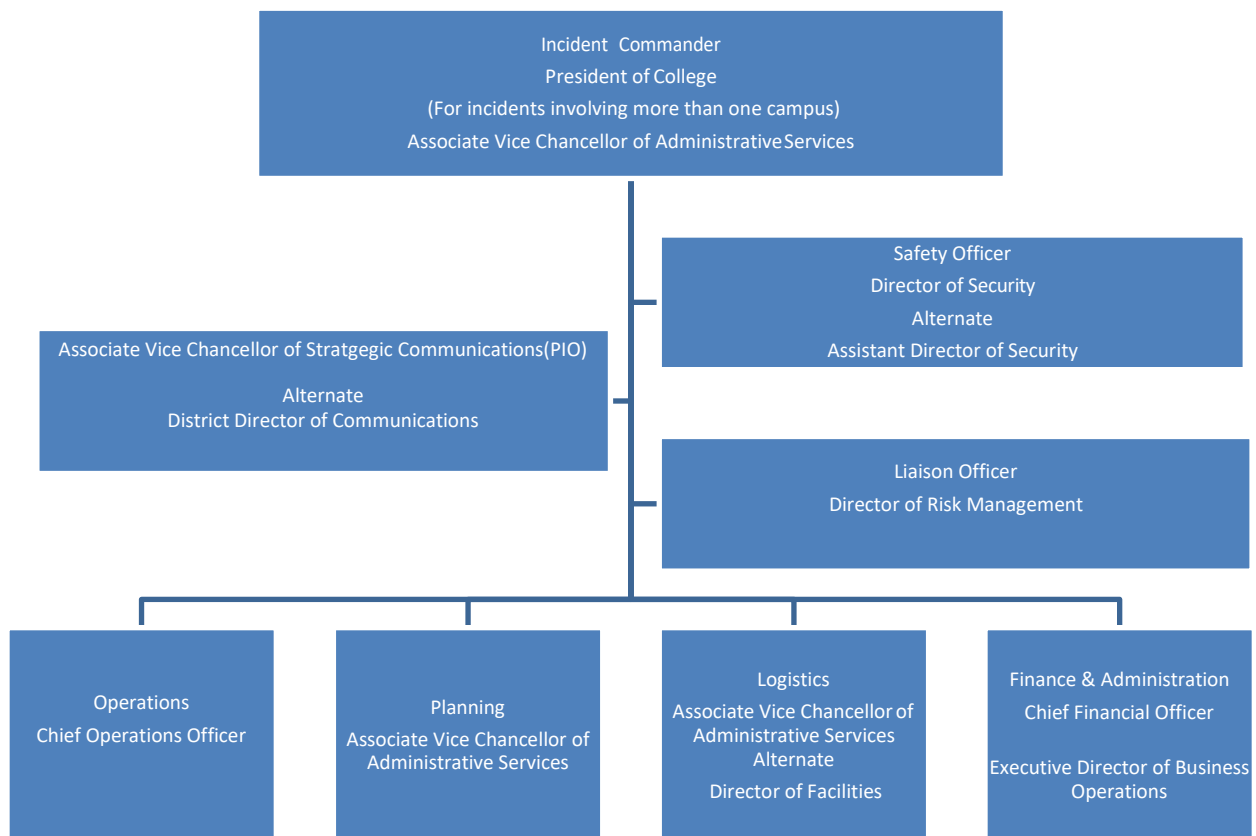 Incident Commander
President of College
(For incidents involving more than one campus)
Associate Vice Chancellor of Administrative Services
Safety Officer
Director of Security
Alternate
Assistant Director of Security
Associate Vice Chancellor of Stratgegic Communications(PIO)
Alternate
District Director of Communications
Liaison Officer
Director of Risk Management
Operations
Chief Operations Officer
Planning
Associate Vice Chancellor of
Administrative Services
Logistics
Associate Vice Chancellor of
Administrative Services
Alternate
Director of Facilities
Finance & Administration
Chief Financial Officer
Executive Director of Business
Operations